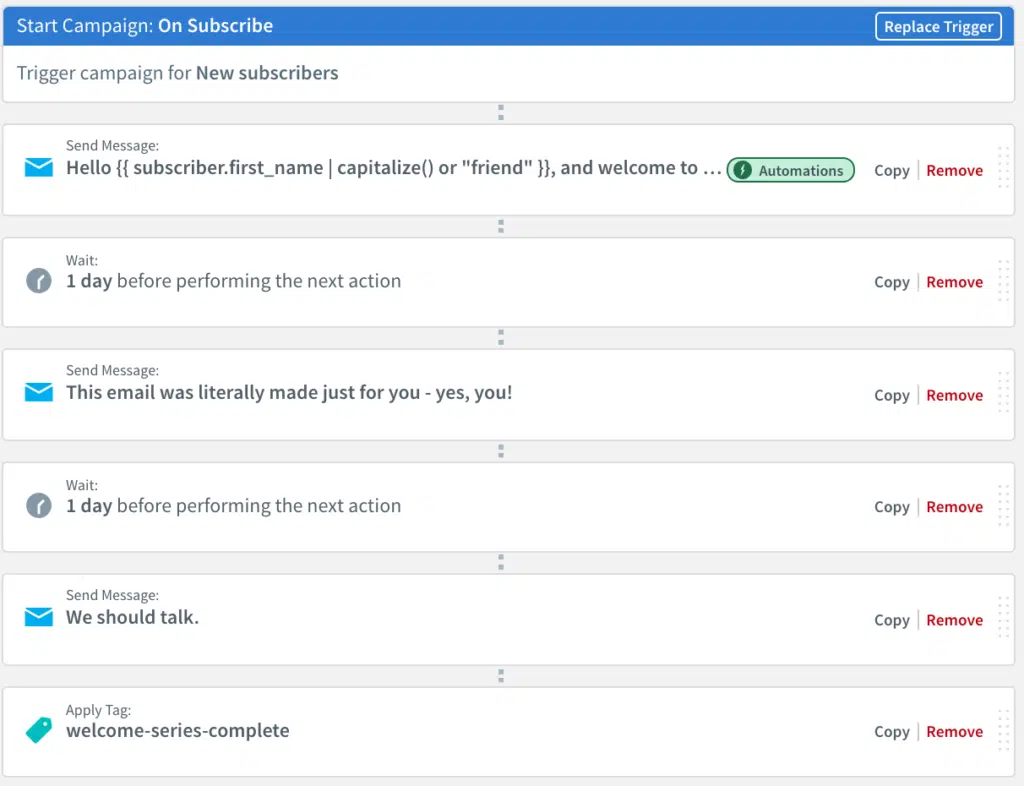 Start Campaign: On Subscribe
Replace Trigger
Trigger campaign for New subscribers
Send Message:
Hello {{ subscriber.first_name | capitalize() or "friend" }}, and welcome to ...
Automations
Copy | Remove
Wait:
1 day before performing the next action
Copy | Remove
Send Message:
This email was literally made just for you - yes, you!
Copy | Remove
Wait:
1 day before performing the next action
Copy | Remove
Send Message:
We should talk.
Copy | Remove
Apply Tag:
welcome-series-complete
Copy | Remove